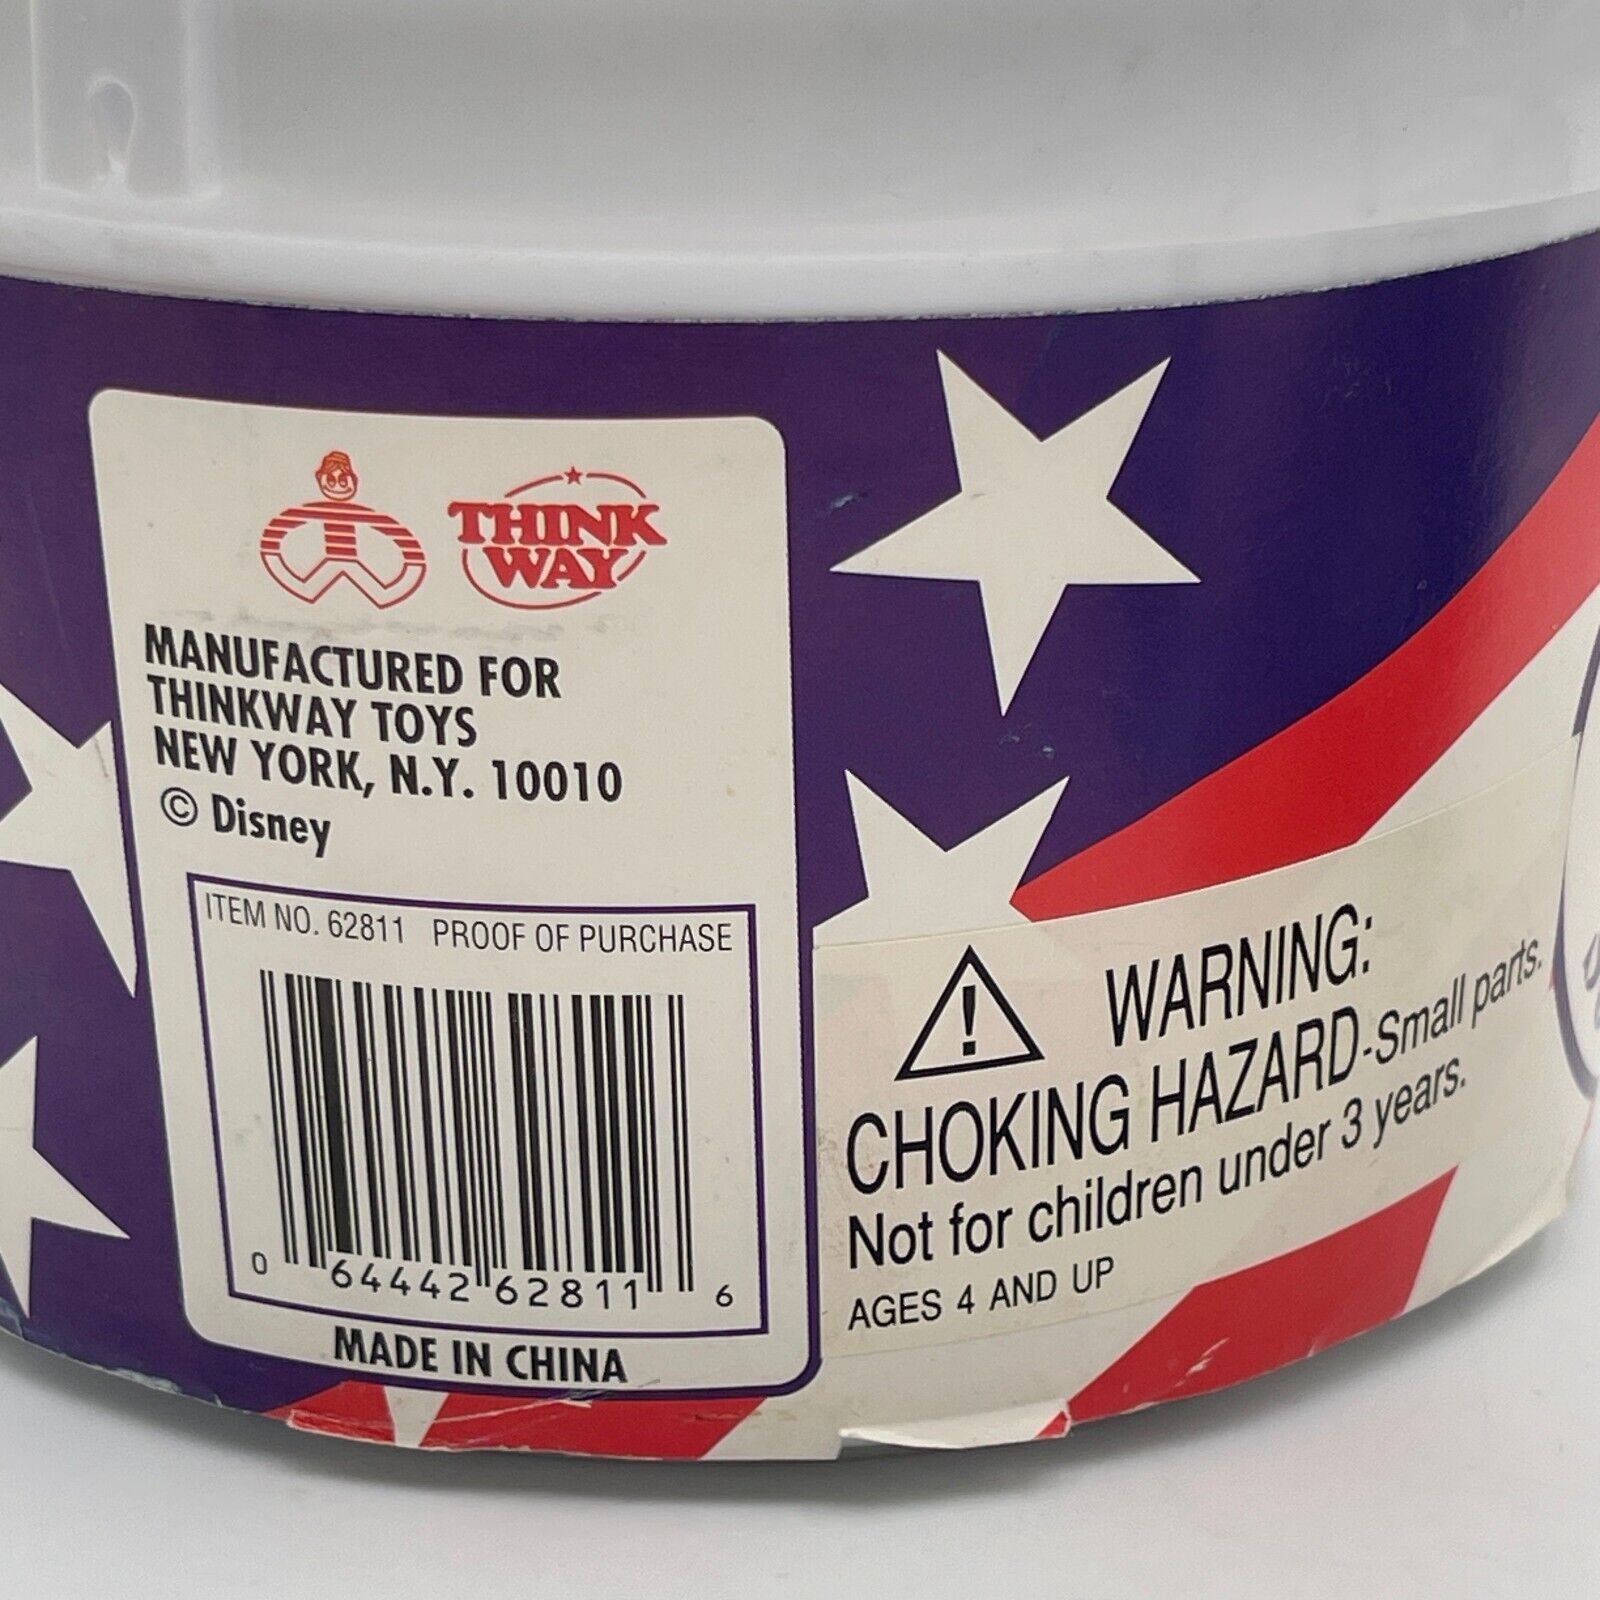 THINK
WAY
MANUFACTURED FOR
THINKWAY TOYS
NEW YORK, N.Y. 10010
© Disney
ITEM NO. 62811 PROOF OF PURCHASE
0 64442 62811 6
MADE IN CHINA
WARNING:
CHOKING HAZARD-Small parts.
Not for children under 3 years.
AGES 4 AND UP